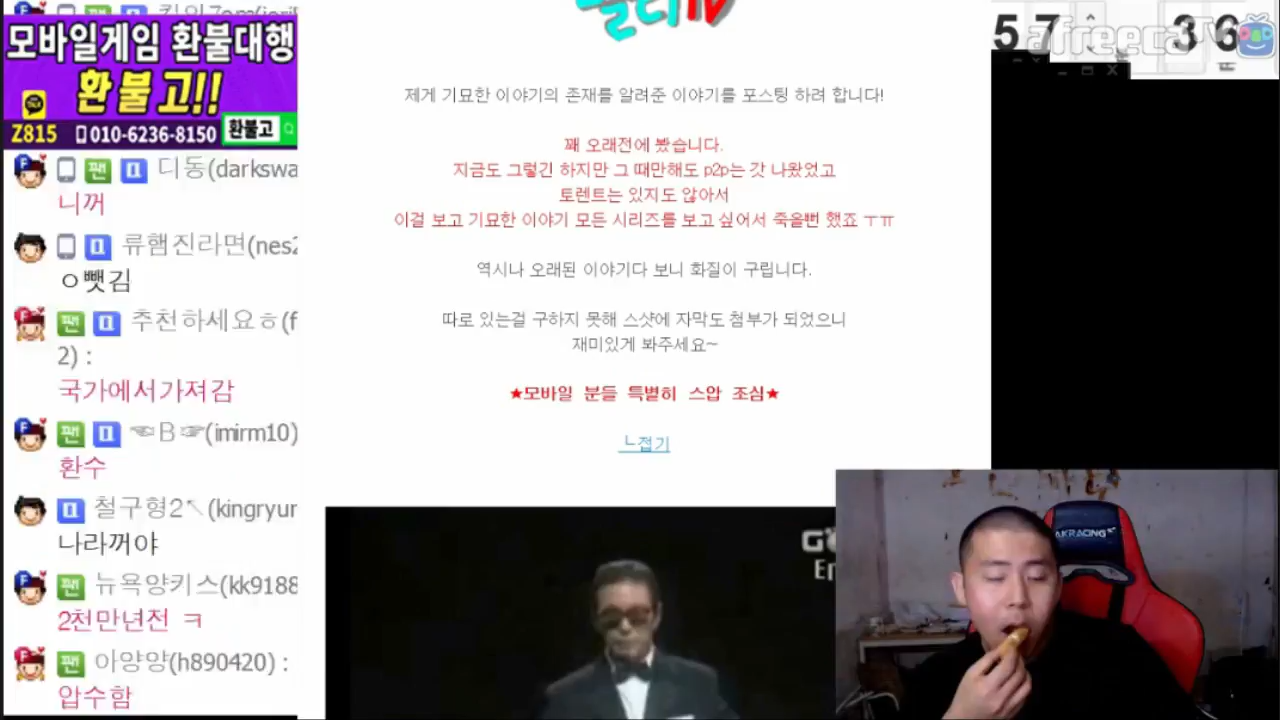 모바일게임 환불대행
환불고!!
TALK
Z815
010-6236-8150
환불고
팬
디동(darkswa
니꺼
류햄진라면(nes2
ㅇ뺏김
팬
추천하세요ㅎ(f
2) :
국가에서가져감
팬
☜B☞(imirm10)
환수
철구형2↖(kingryur
나라꺼야
팬
뉴욕양키스(kk9188
2천만년전 ㅋ
팬
아양양(h890420) :
압수함
제게 기묘한 이야기의 존재를 알려준 이야기를 포스팅 하려 합니다!
꽤 오래전에 봤습니다.
지금도 그렇긴 하지만 그 때만해도 p2p는 갓 나왔었고
토렌트는 있지도 않아서
이걸 보고 기묘한 이야기 모든 시리즈를 보고 싶어서 죽을뻔 했죠 ㅜㅠ
역시나 오래된 이야기다 보니 화질이 구립니다.
따로 있는걸 구하지 못해 스샷에 자막도 첨부가 되었으니
재미있게 봐주세요~
★모바일 분들 특별히 스압 조심★
ㄴ접기
57
36
afreecaTV
AKRACING